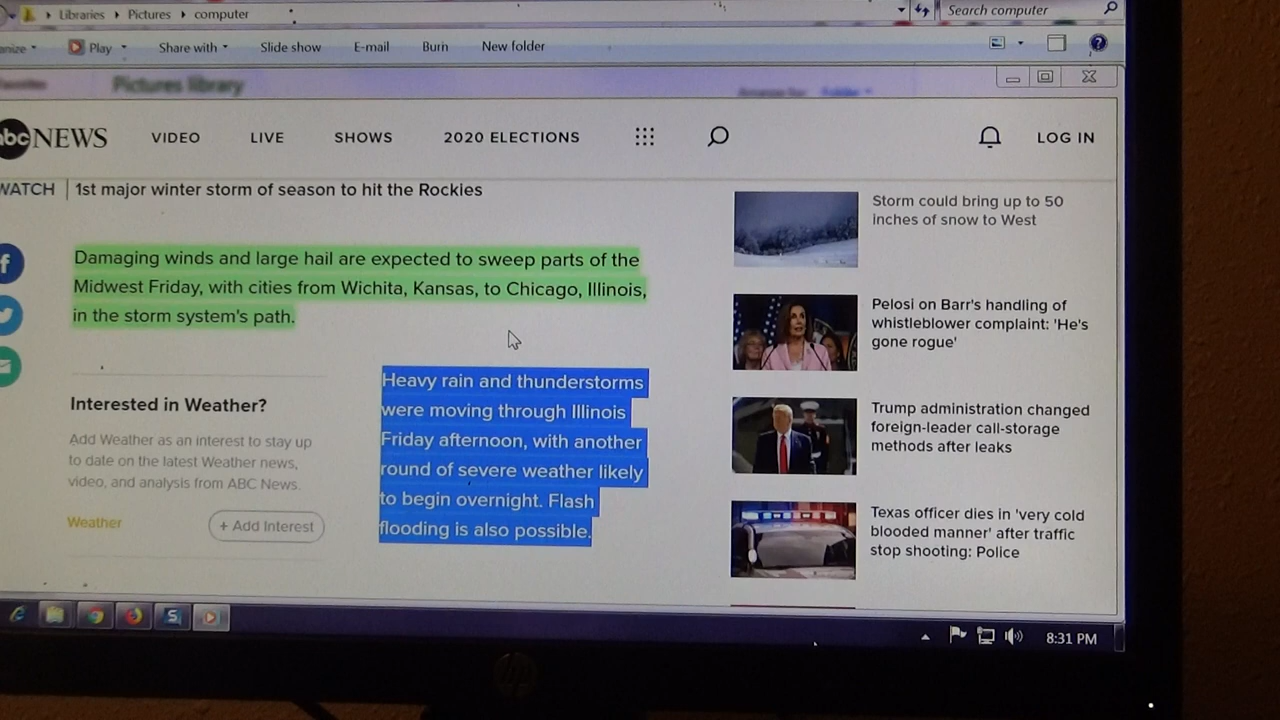 Libraries Pictures computer
Search computer
Play Share with Slide show E-mail Burn New folder
Pictures library
abc NEWS VIDEO LIVE SHOWS 2020 ELECTIONS LOG IN
WATCH 1st major winter storm of season to hit the Rockies
Damaging winds and large hail are expected to sweep parts of the
Midwest Friday, with cities from Wichita, Kansas, to Chicago, Illinois,
in the storm system's path.
Interested in Weather?
Add Weather as an interest to stay up
to date on the latest Weather news,
video, and analysis from ABC News.
Weather + Add Interest
Heavy rain and thunderstorms
were moving through Illinois
Friday afternoon, with another
round of severe weather likely
to begin overnight. Flash
flooding is also possible.
Storm could bring up to 50
inches of snow to West
Pelosi on Barr's handling of
whistleblower complaint: 'He's
gone rogue'
Trump administration changed
foreign-leader call-storage
methods after leaks
Texas officer dies in 'very cold
blooded manner' after traffic
stop shooting: Police
8:31 PM
hp